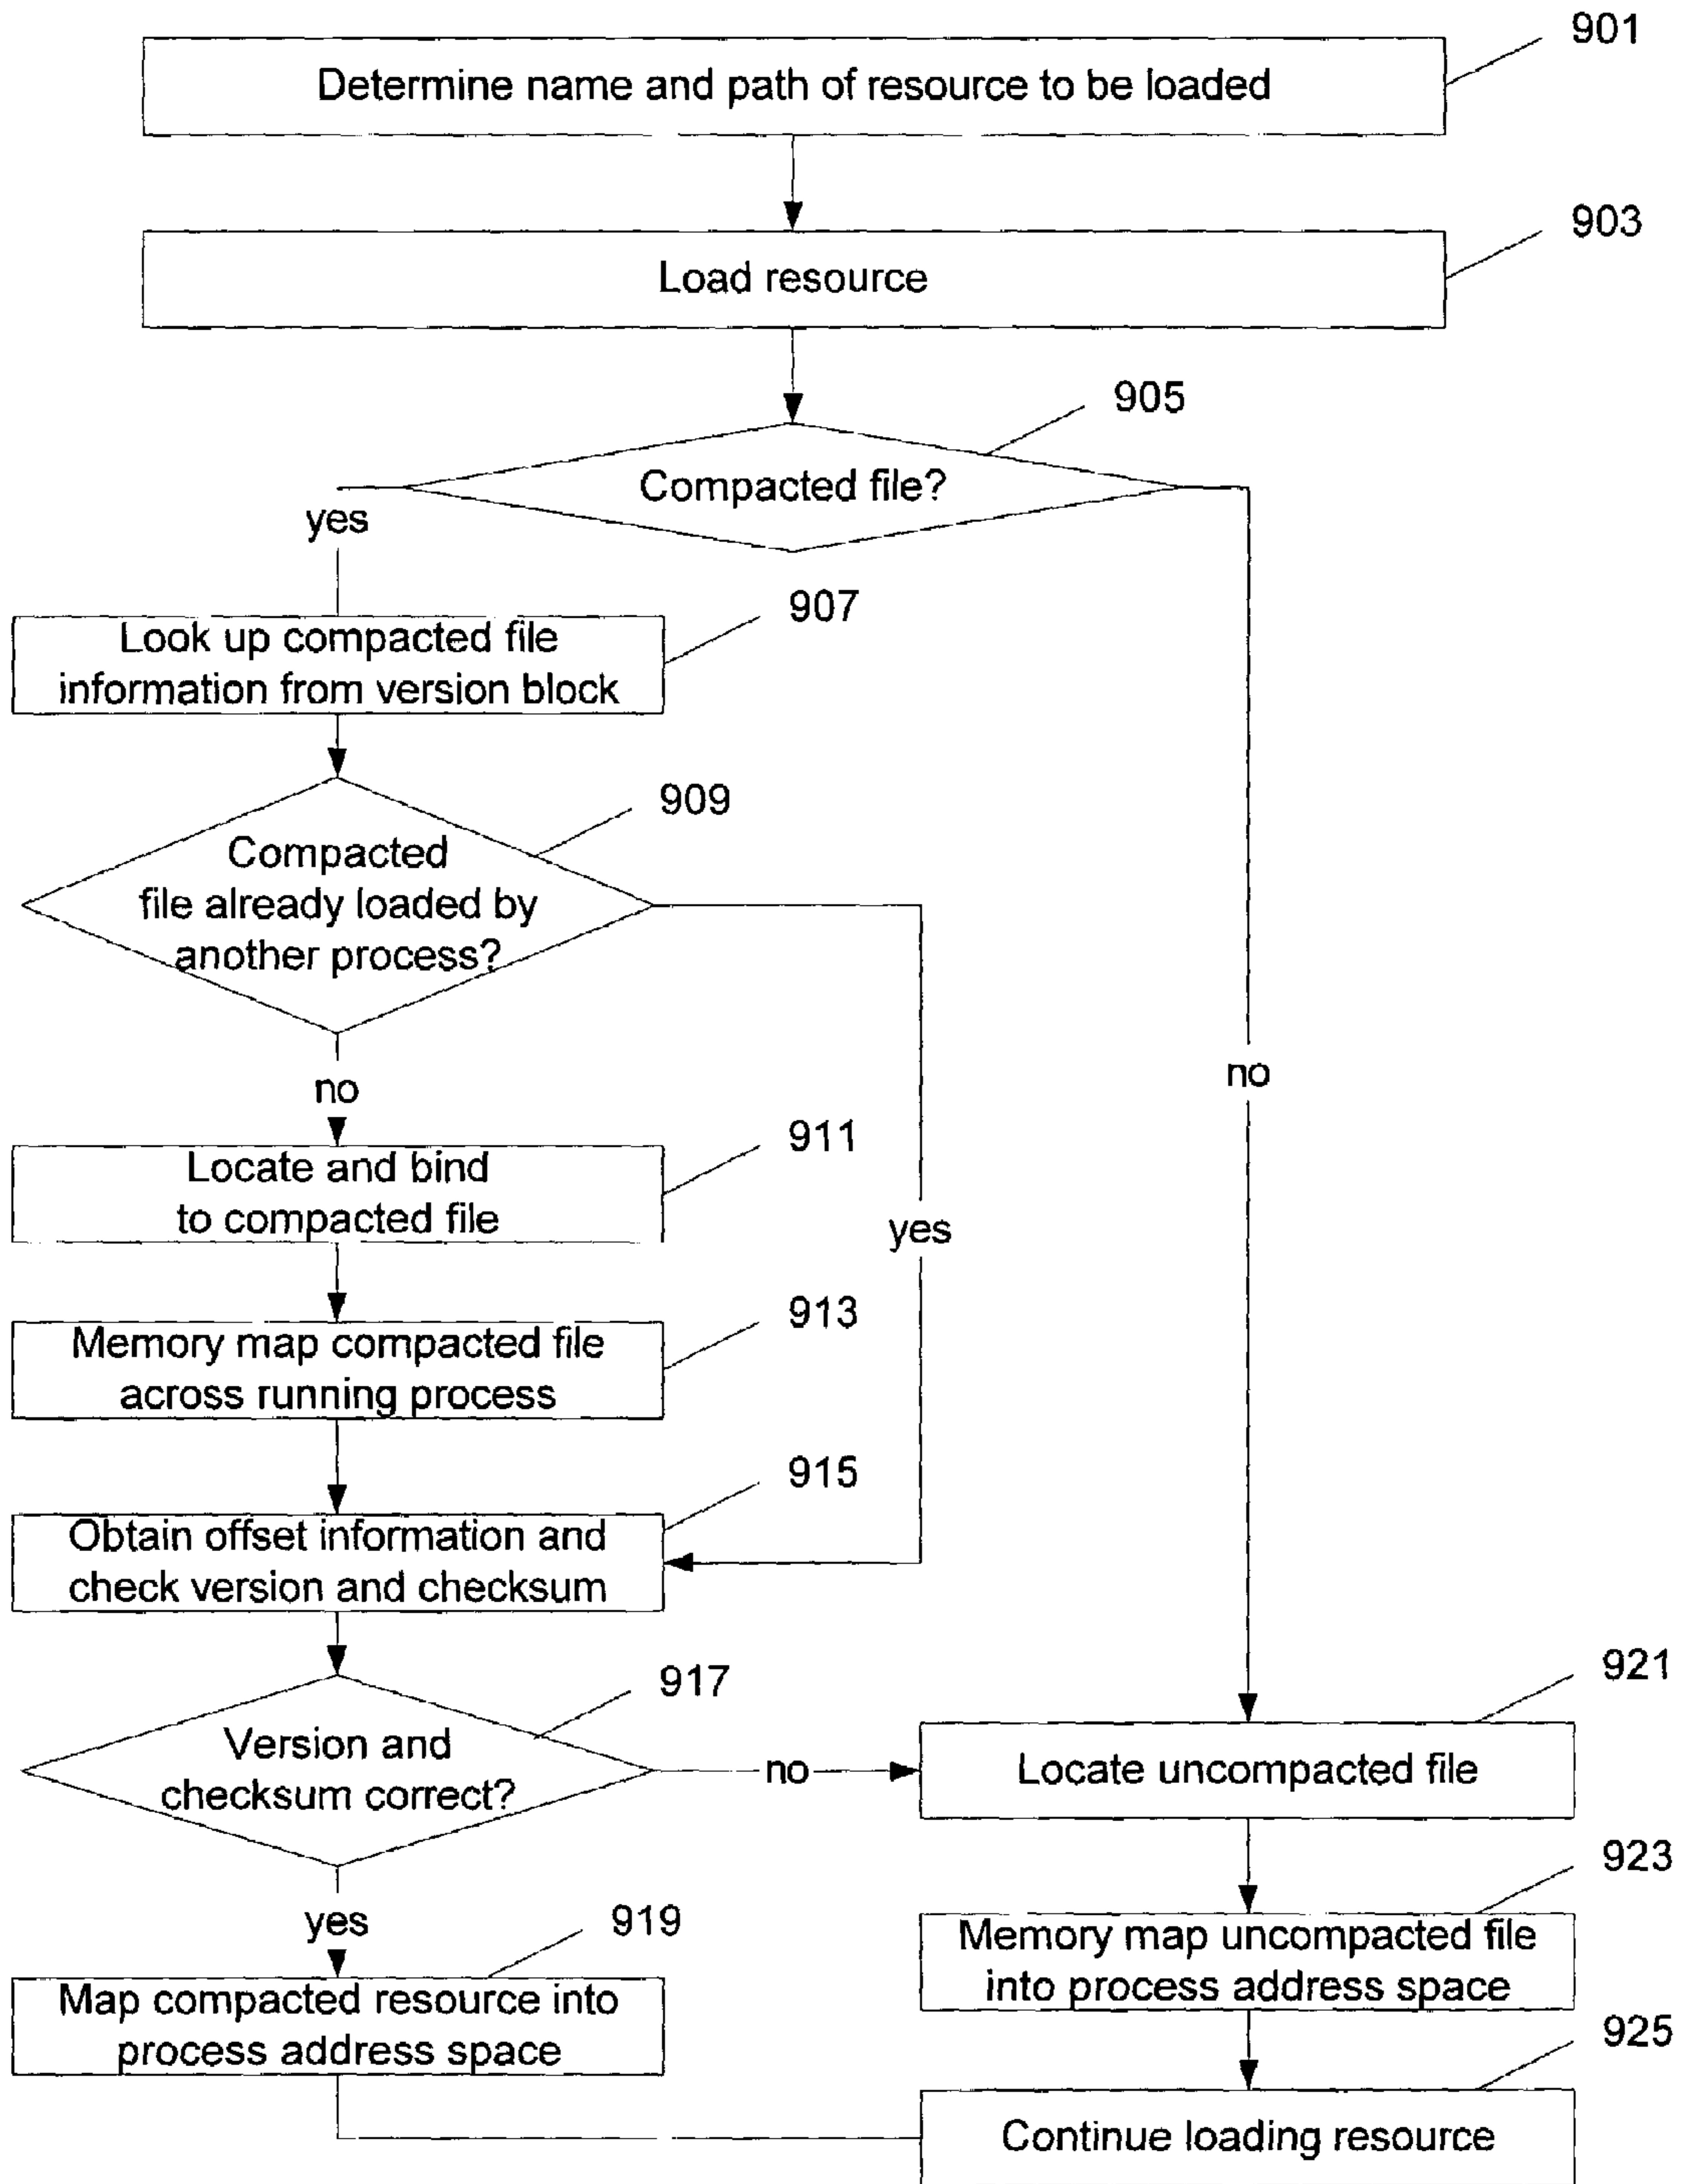 901
Determine name and path of resource to be loaded
903
Load resource
905
Compacted file?
yes
907
Look up compacted file
information from version block
909
Compacted
file already loaded by
another process?
no
no
911
Locate and bind
to compacted file
yes
913
Memory map compacted file
across running process
915
Obtain offset information and
check version and checksum
917
921
Version and
checksum correct?
no
Locate uncompacted file
923
yes
919
Memory map uncompacted file
into process address space
Map compacted resource into
process address space
925
Continue loading resource